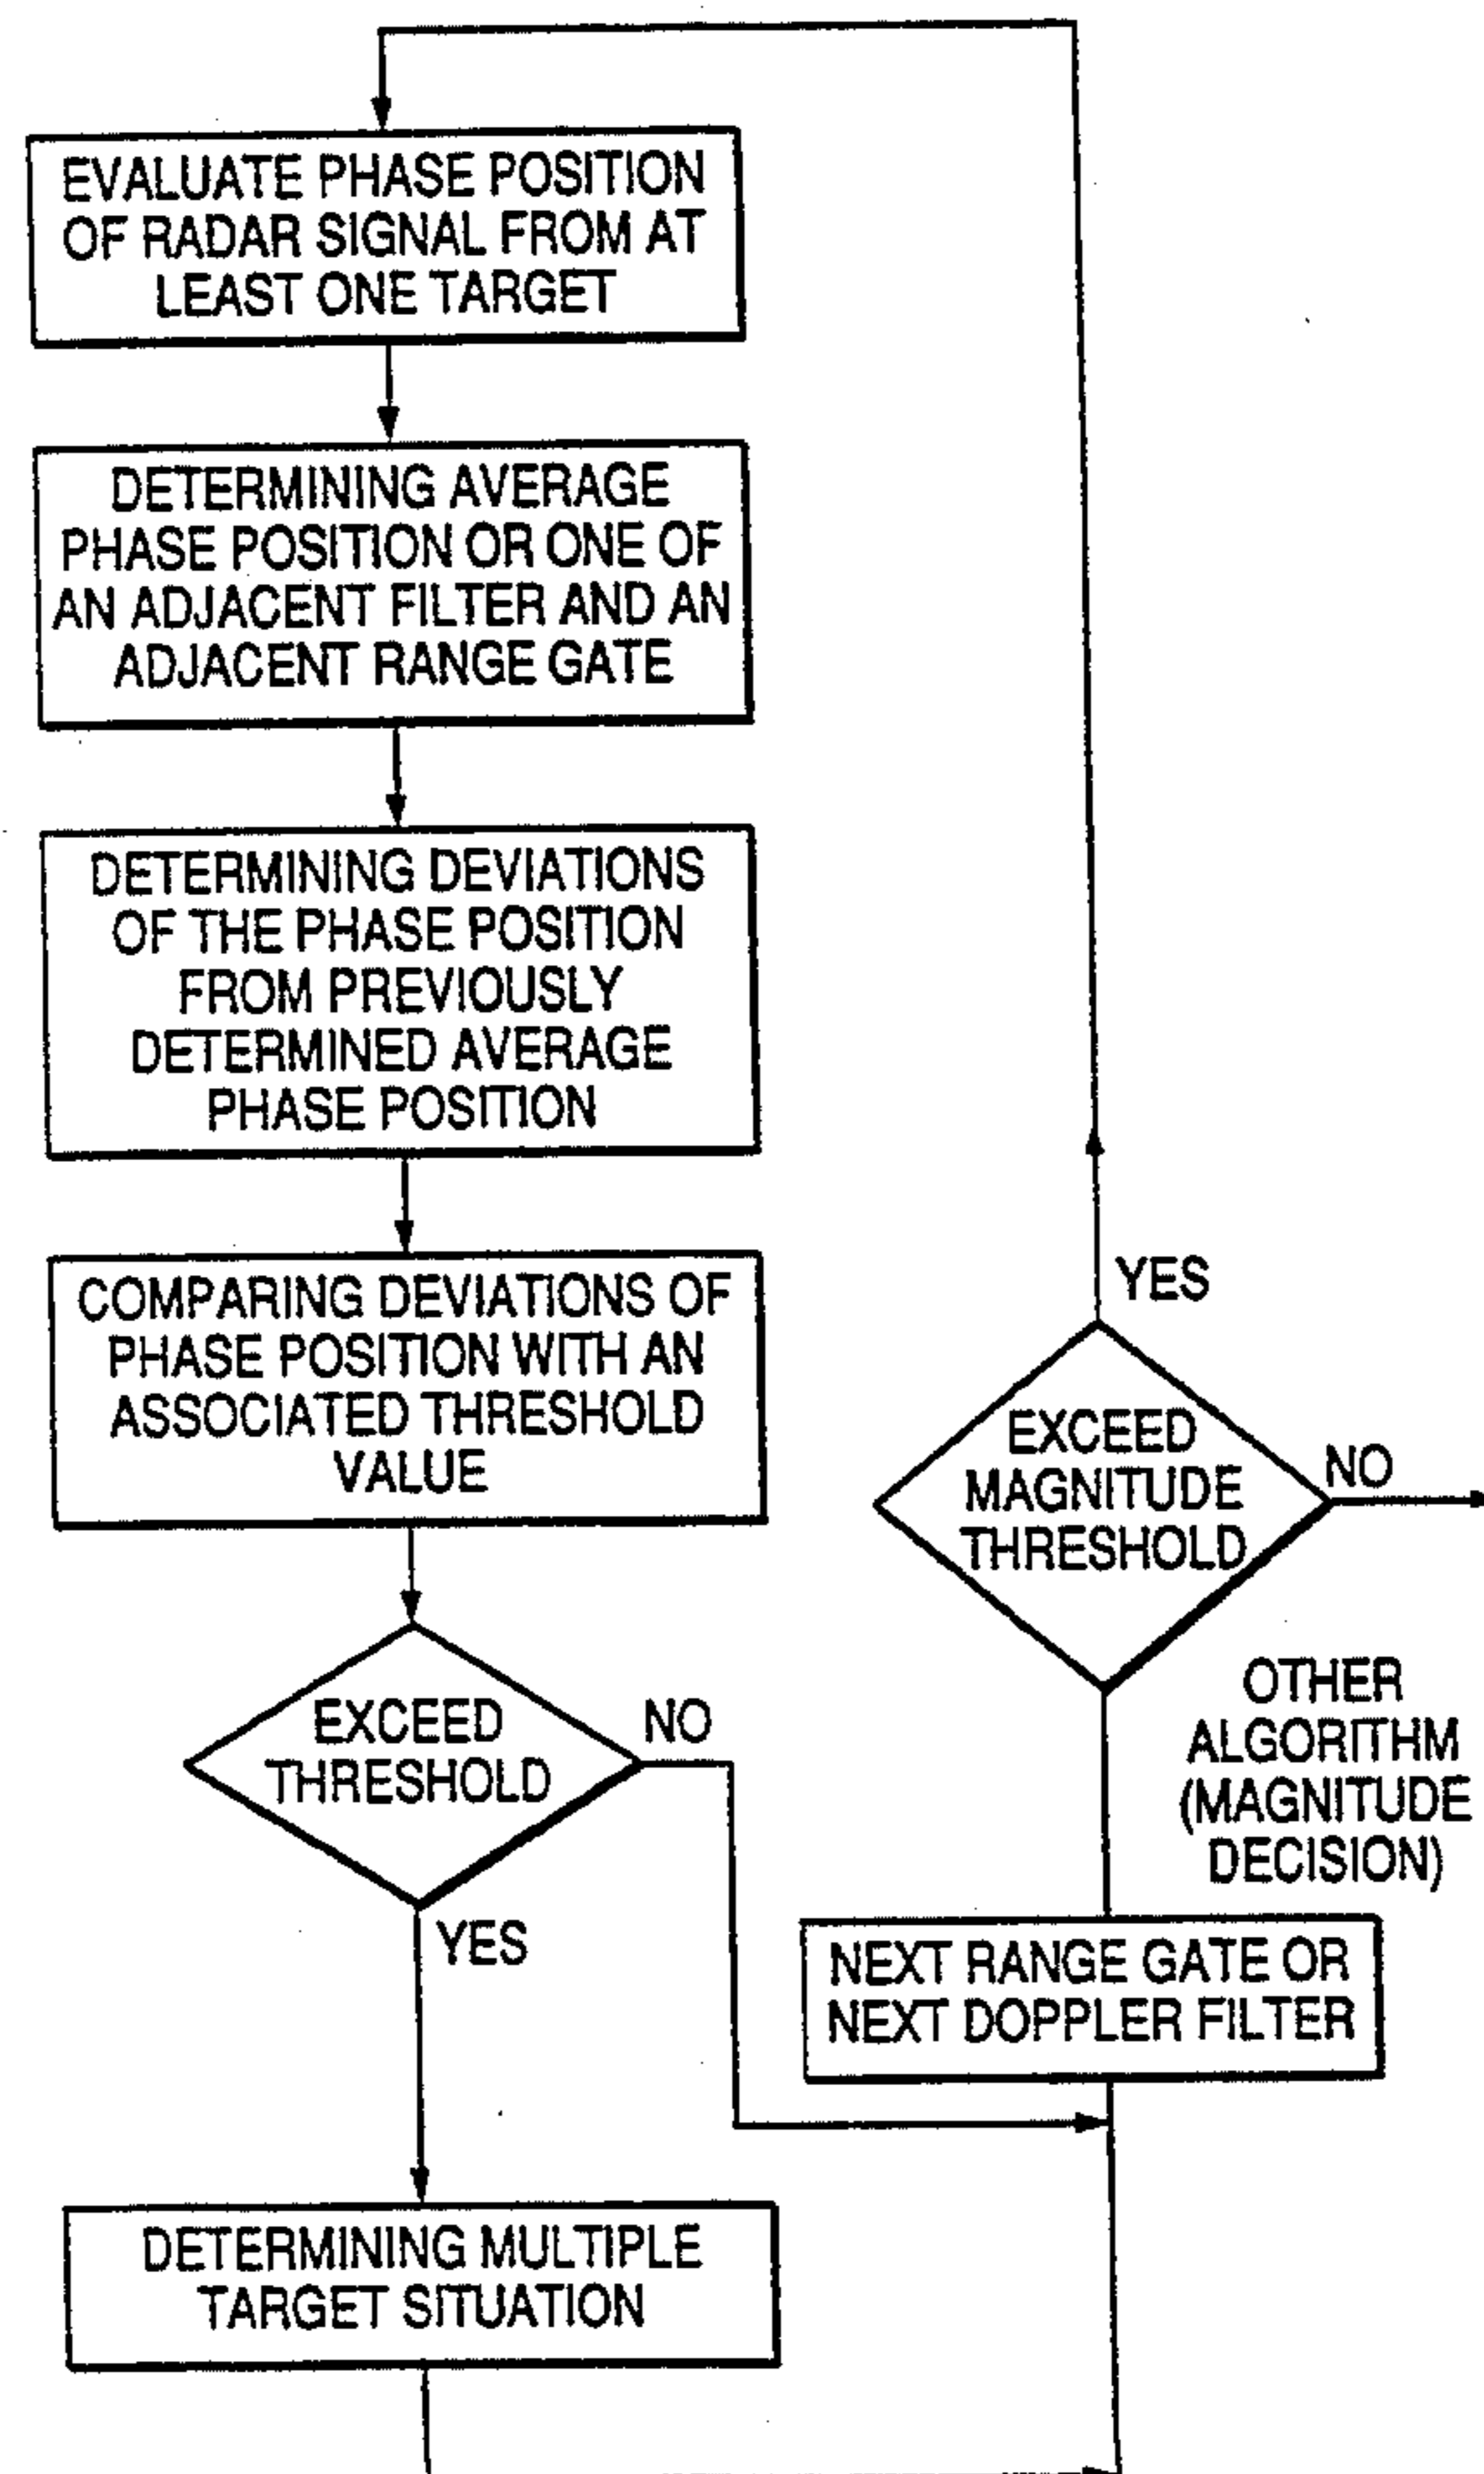 EVALUATE PHASE POSITION
OF RADAR SIGNAL FROM AT
LEAST ONE TARGET
DETERMINING AVERAGE
PHASE POSITION OR ONE OF
AN ADJACENT FILTER AND AN
ADJACENT RANGE GATE
DETERMINING DEVIATIONS
OF THE PHASE POSITION
FROM PREVIOUSLY
DETERMINED AVERAGE
PHASE POSITION
COMPARING DEVIATIONS OF
PHASE POSITION WITH AN
ASSOCIATED THRESHOLD
VALUE
EXCEED
THRESHOLD
NO
YES
DETERMINING MULTIPLE
TARGET SITUATION
YES
EXCEED
MAGNITUDE
THRESHOLD
NO
OTHER
ALGORITHM
(MAGNITUDE
DECISION)
NEXT RANGE GATE OR
NEXT DOPPLER FILTER